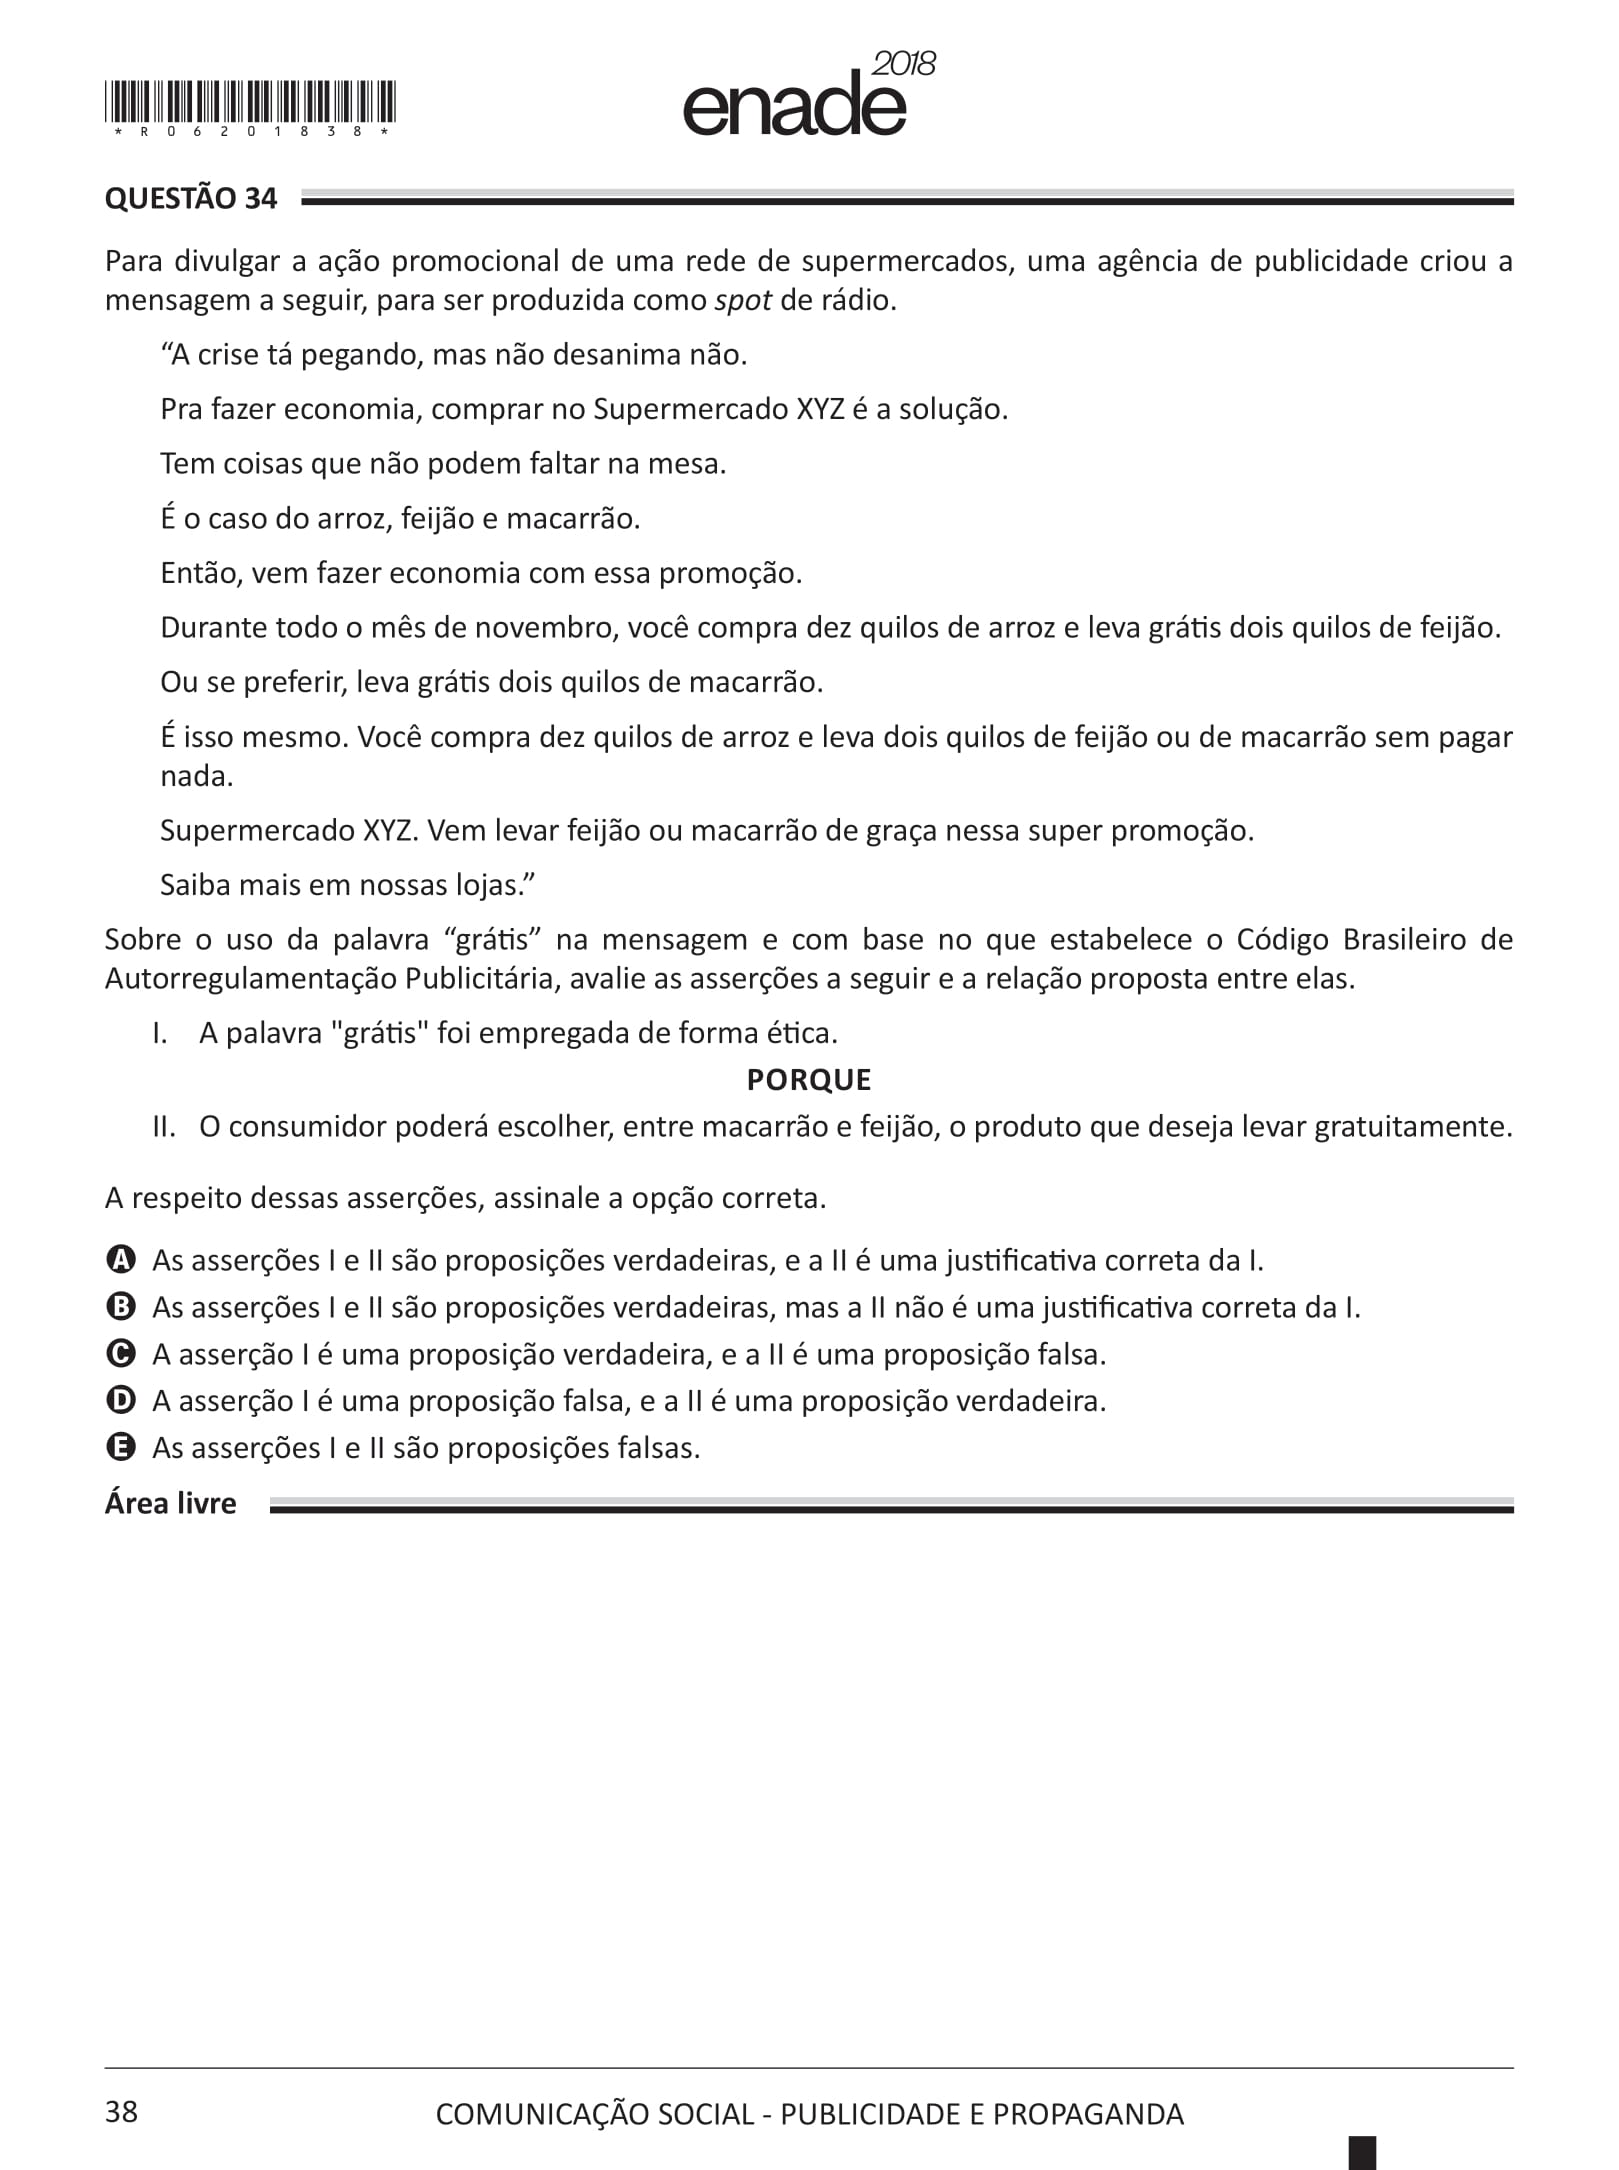 *R06201838*
enade2018
QUESTÃO 34
Para divulgar a ação promocional de uma rede de supermercados, uma agência de publicidade criou a
mensagem a seguir, para ser produzida como spot de rádio.
“A crise tá pegando, mas não desanima não.
Pra fazer economia, comprar no Supermercado XYZ é a solução.
Tem coisas que não podem faltar na mesa.
É o caso do arroz, feijão e macarrão.
Então, vem fazer economia com essa promoção.
Durante todo o mês de novembro, você compra dez quilos de arroz e leva grátis dois quilos de feijão.
Ou se preferir, leva grátis dois quilos de macarrão.
É isso mesmo. Você compra dez quilos de arroz e leva dois quilos de feijão ou de macarrão sem pagar
nada.
Supermercado XYZ. Vem levar feijão ou macarrão de graça nessa super promoção.
Saiba mais em nossas lojas.”
Sobre o uso da palavra “grátis” na mensagem e com base no que estabelece o Código Brasileiro de
Autorregulamentação Publicitária, avalie as asserções a seguir e a relação proposta entre elas.
I. A palavra "grátis" foi empregada de forma ética.
PORQUE
II. O consumidor poderá escolher, entre macarrão e feijão, o produto que deseja levar gratuitamente.
A respeito dessas asserções, assinale a opção correta.
A As asserções I e II são proposições verdadeiras, e a II é uma justificativa correta da I.
B As asserções I e II são proposições verdadeiras, mas a II não é uma justificativa correta da I.
C A asserção I é uma proposição verdadeira, e a II é uma proposição falsa.
D A asserção I é uma proposição falsa, e a II é uma proposição verdadeira.
E As asserções I e II são proposições falsas.
Área livre
38
COMUNICAÇÃO SOCIAL - PUBLICIDADE E PROPAGANDA